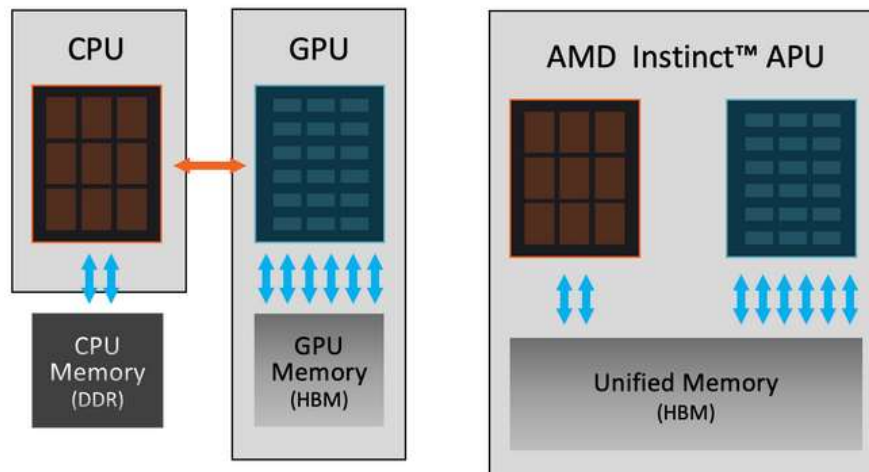 CPU
GPU
AMD Instinct™ APU
CPU
Memory
(DDR)
GPU
Memory
(HBM)
Unified Memory
(HBM)